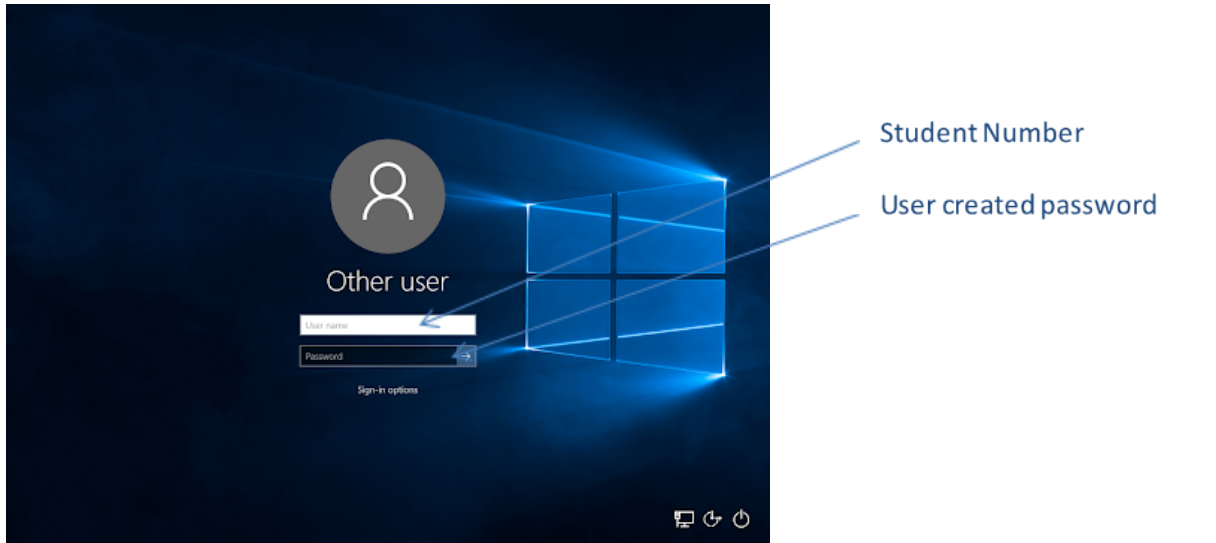 Student Number
User created password
Other user
User name
Password
Sign-in options